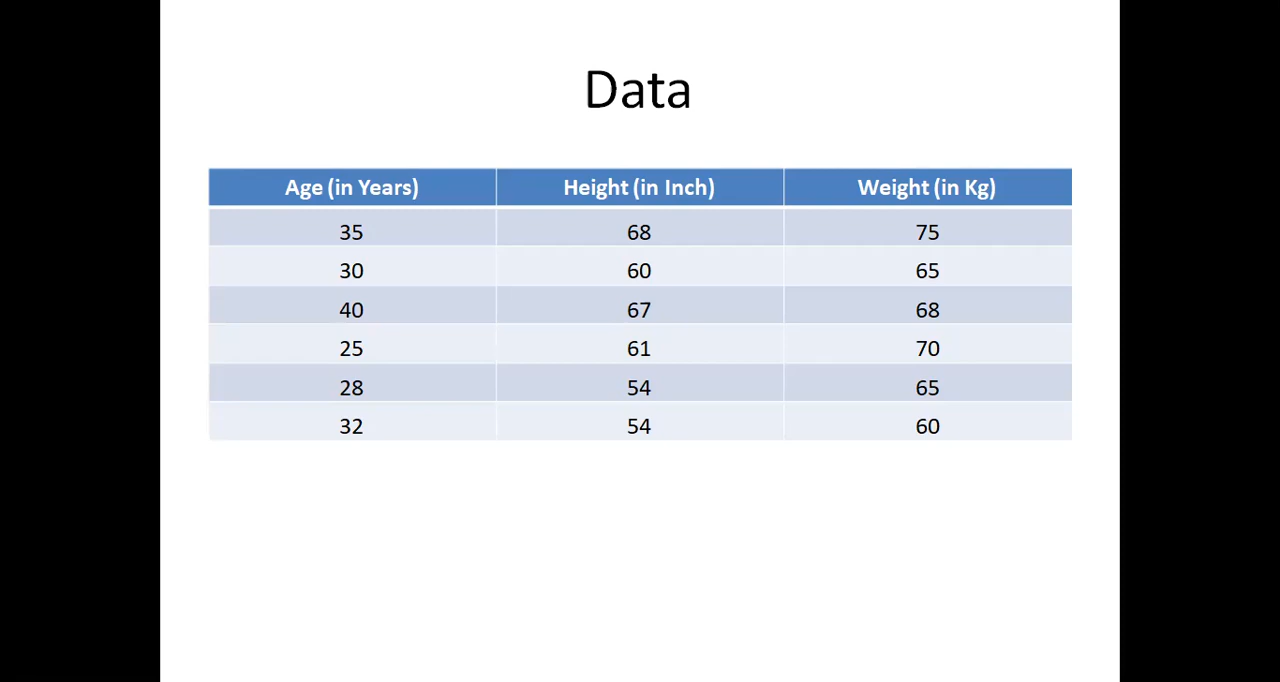 Data
Age (in Years) Height (in Inch) Weight (in Kg)
35 68 75
30 60 65
40 67 68
25 61 70
28 54 65
32 54 60